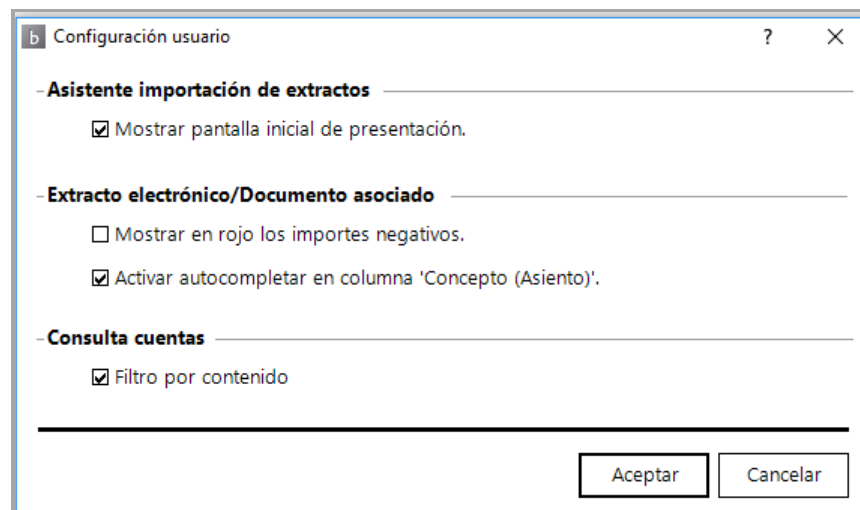 b Configuración usuario ? ×
Asistente importación de extractos
Mostrar pantalla inicial de presentación.
Extracto electrónico/Documento asociado
Mostrar en rojo los importes negativos.
Activar autocompletar en columna 'Concepto (Asiento)'.
Consulta cuentas
Filtro por contenido
Aceptar Cancelar